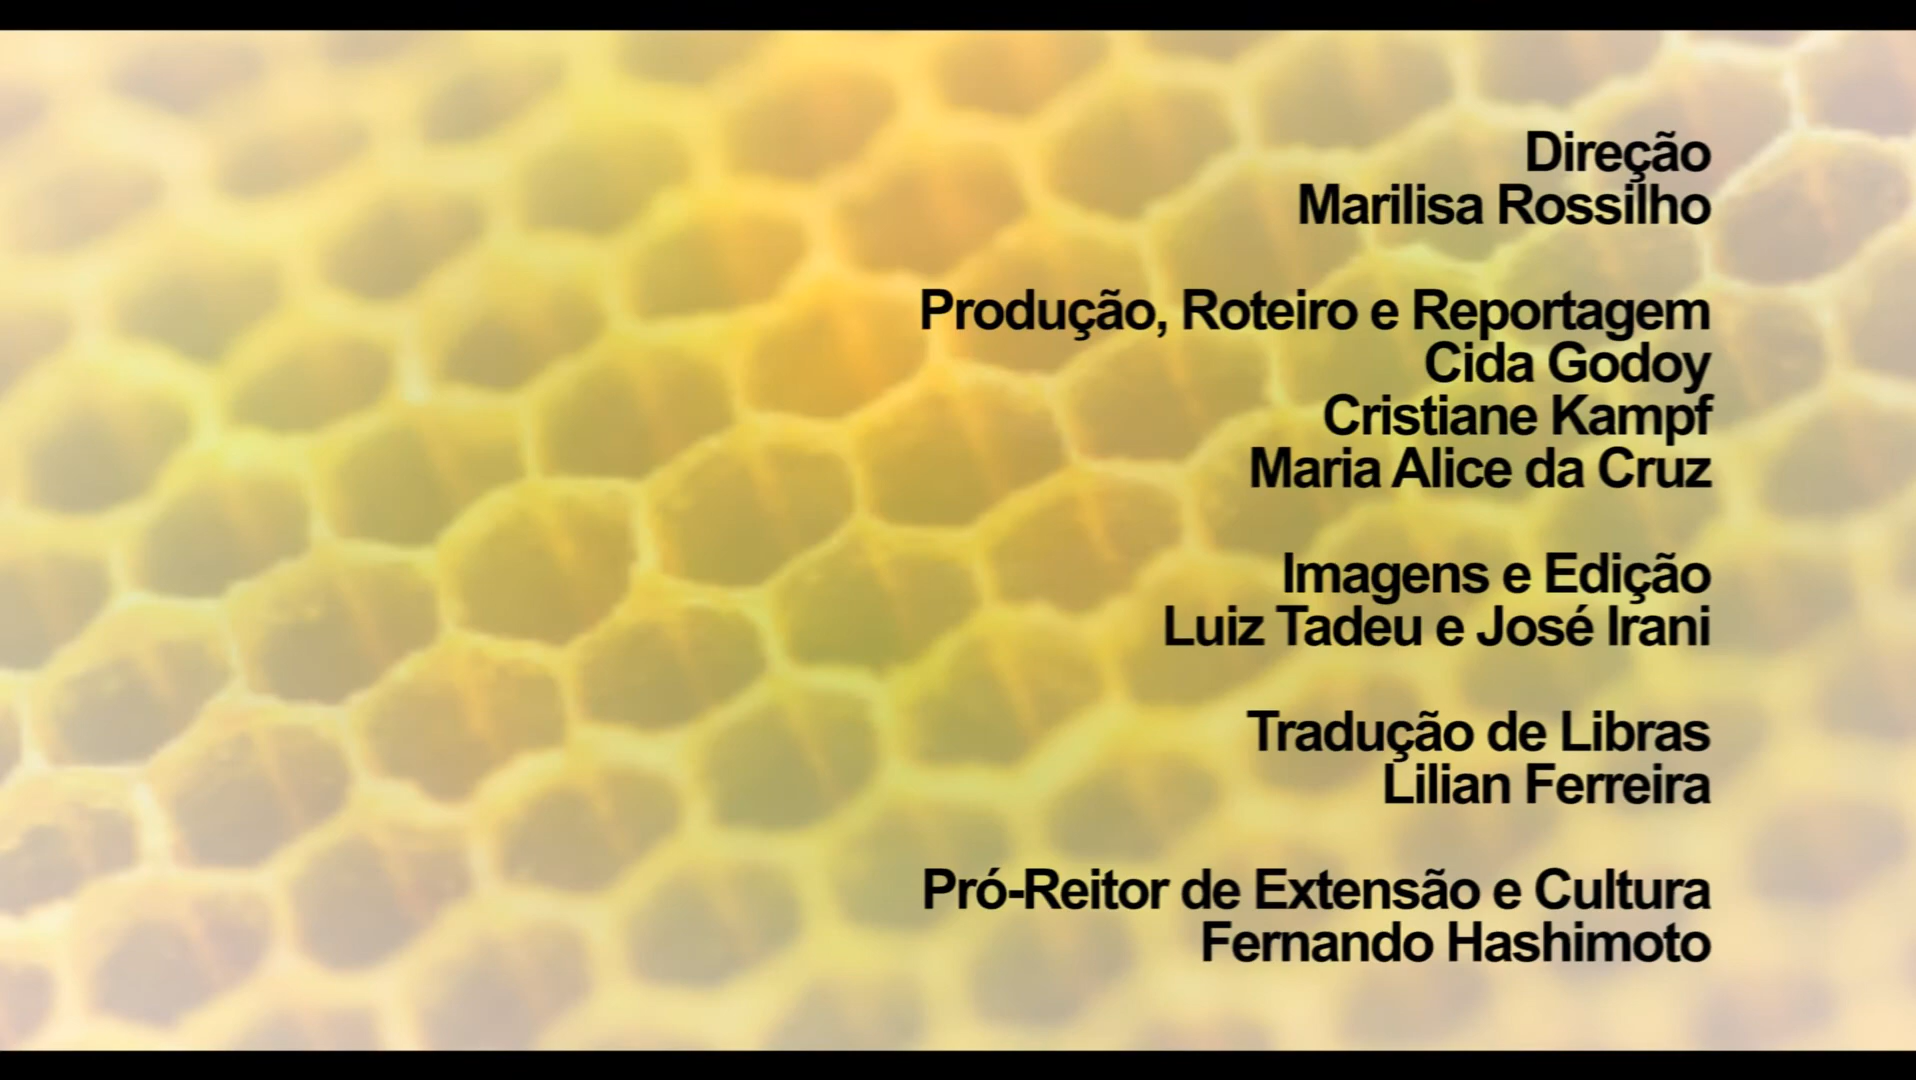 Direção
Marilisa Rossilho
Produção, Roteiro e Reportagem
Cida Godoy
Cristiane Kampf
Maria Alice da Cruz
Imagens e Edição
Luiz Tadeu e José Irani
Tradução de Libras
Lilian Ferreira
Pró-Reitor de Extensão e Cultura
Fernando Hashimoto